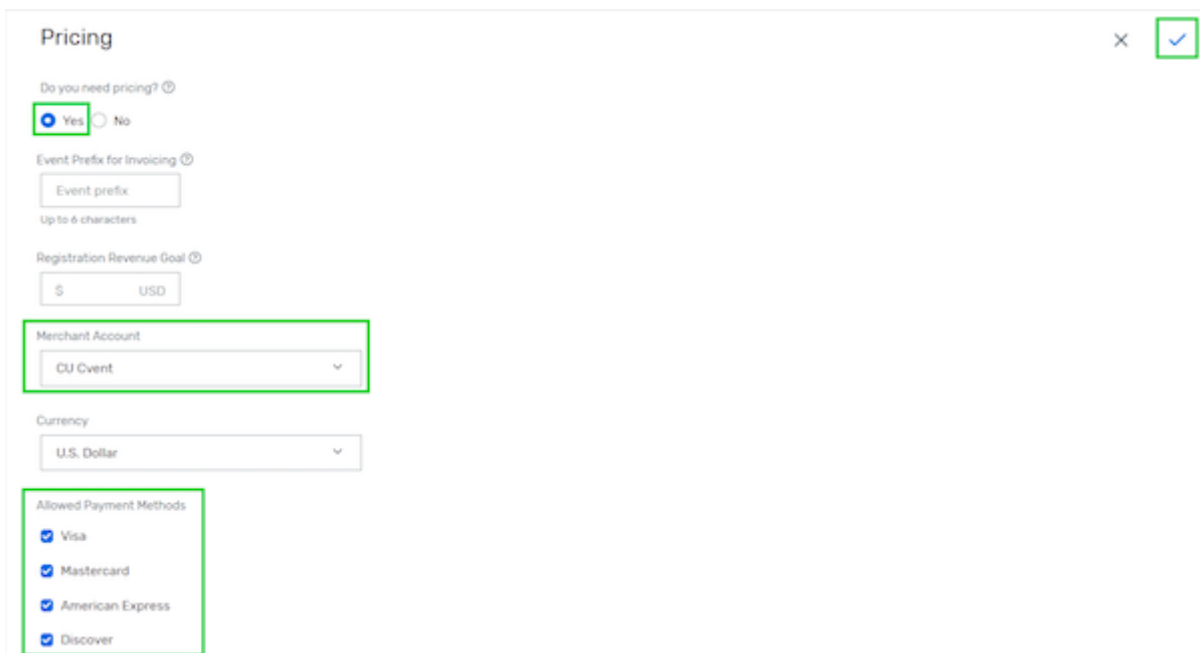 Pricing
Do you need pricing?
Yes No
Event Prefix for Invoicing
Event prefix
Up to 6 characters
Registration Revenue Goal
$ USD
Merchant Account
CU Cvent
Currency
U.S. Dollar
Allowed Payment Methods
Visa
Mastercard
American Express
Discover